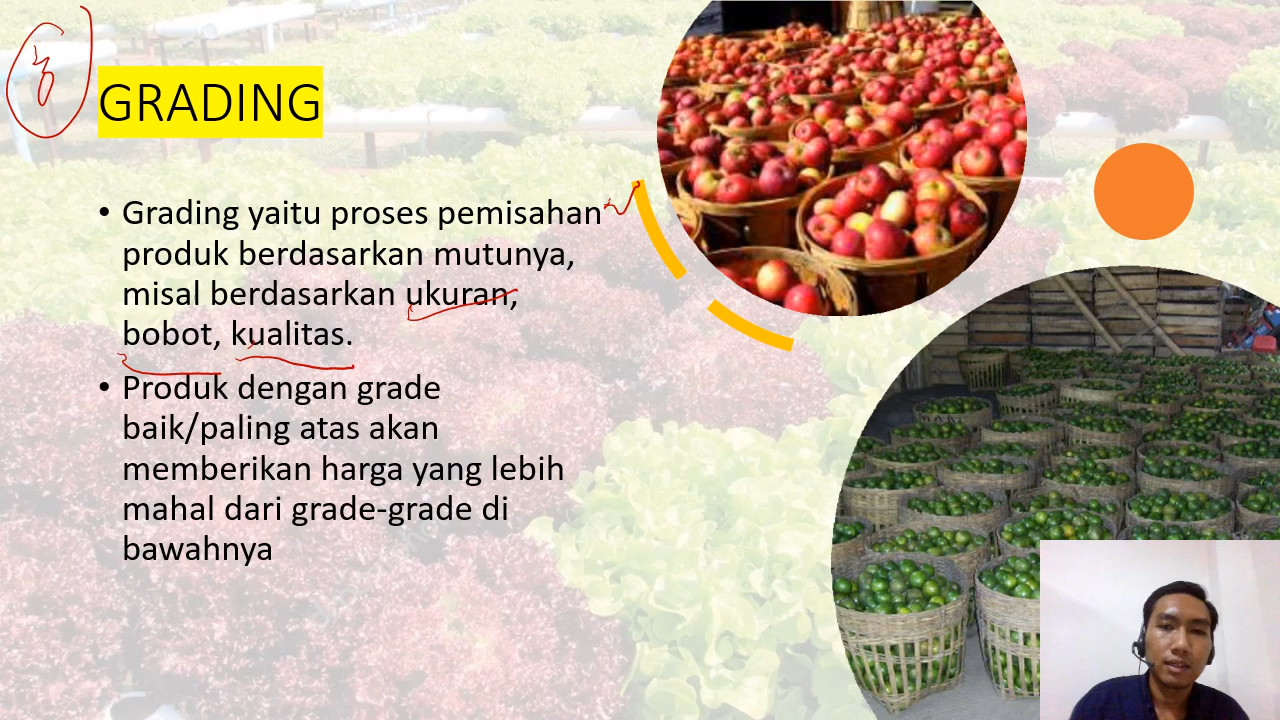 GRADING
• Grading yaitu proses pemisahan
produk berdasarkan mutunya,
misal berdasarkan ukuran,
bobot, kualitas.
• Produk dengan grade
baik/paling atas akan
memberikan harga yang lebih
mahal dari grade-grade di
bawahnya